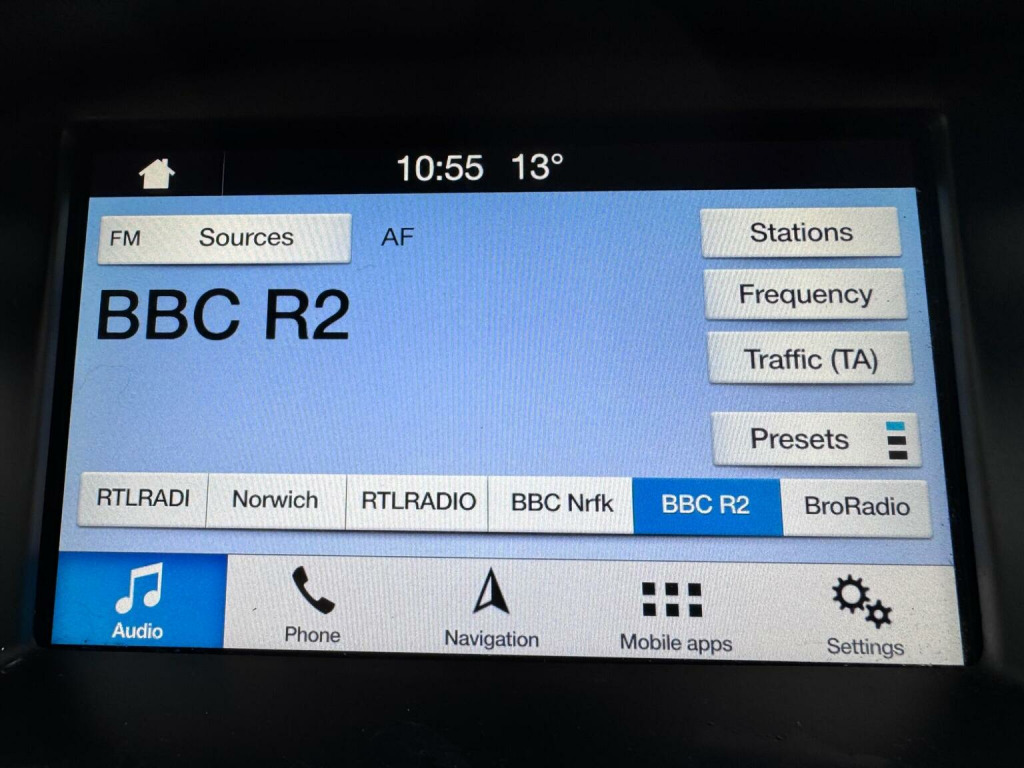 10:55 13°
FM Sources AF
Stations
BBC R2
Frequency
Traffic (TA)
Presets
RTLRADI Norwich RTLRADIO BBC Nrfk BBC R2 BroRadio
Audio Phone Navigation Mobile apps Settings